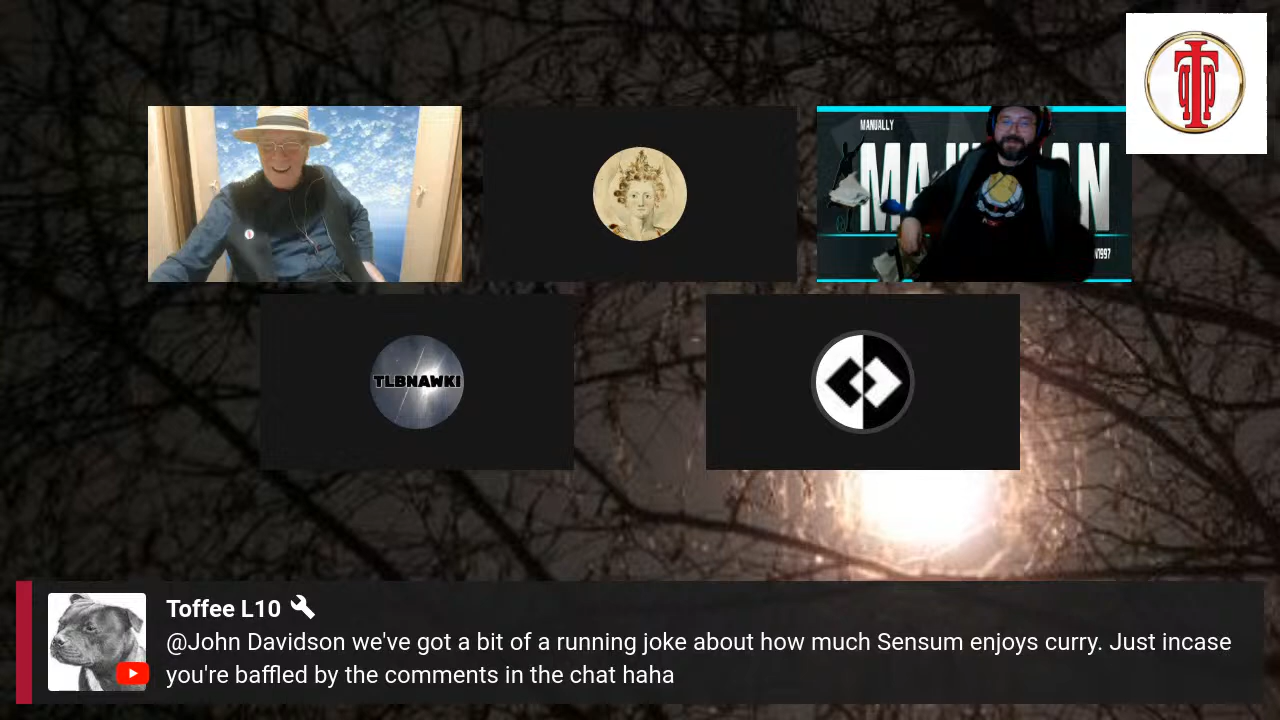 MANUALLY
TLBNAWKI
Toffee L10
@John Davidson we've got a bit of a running joke about how much Sensum enjoys curry. Just incase
you're baffled by the comments in the chat haha